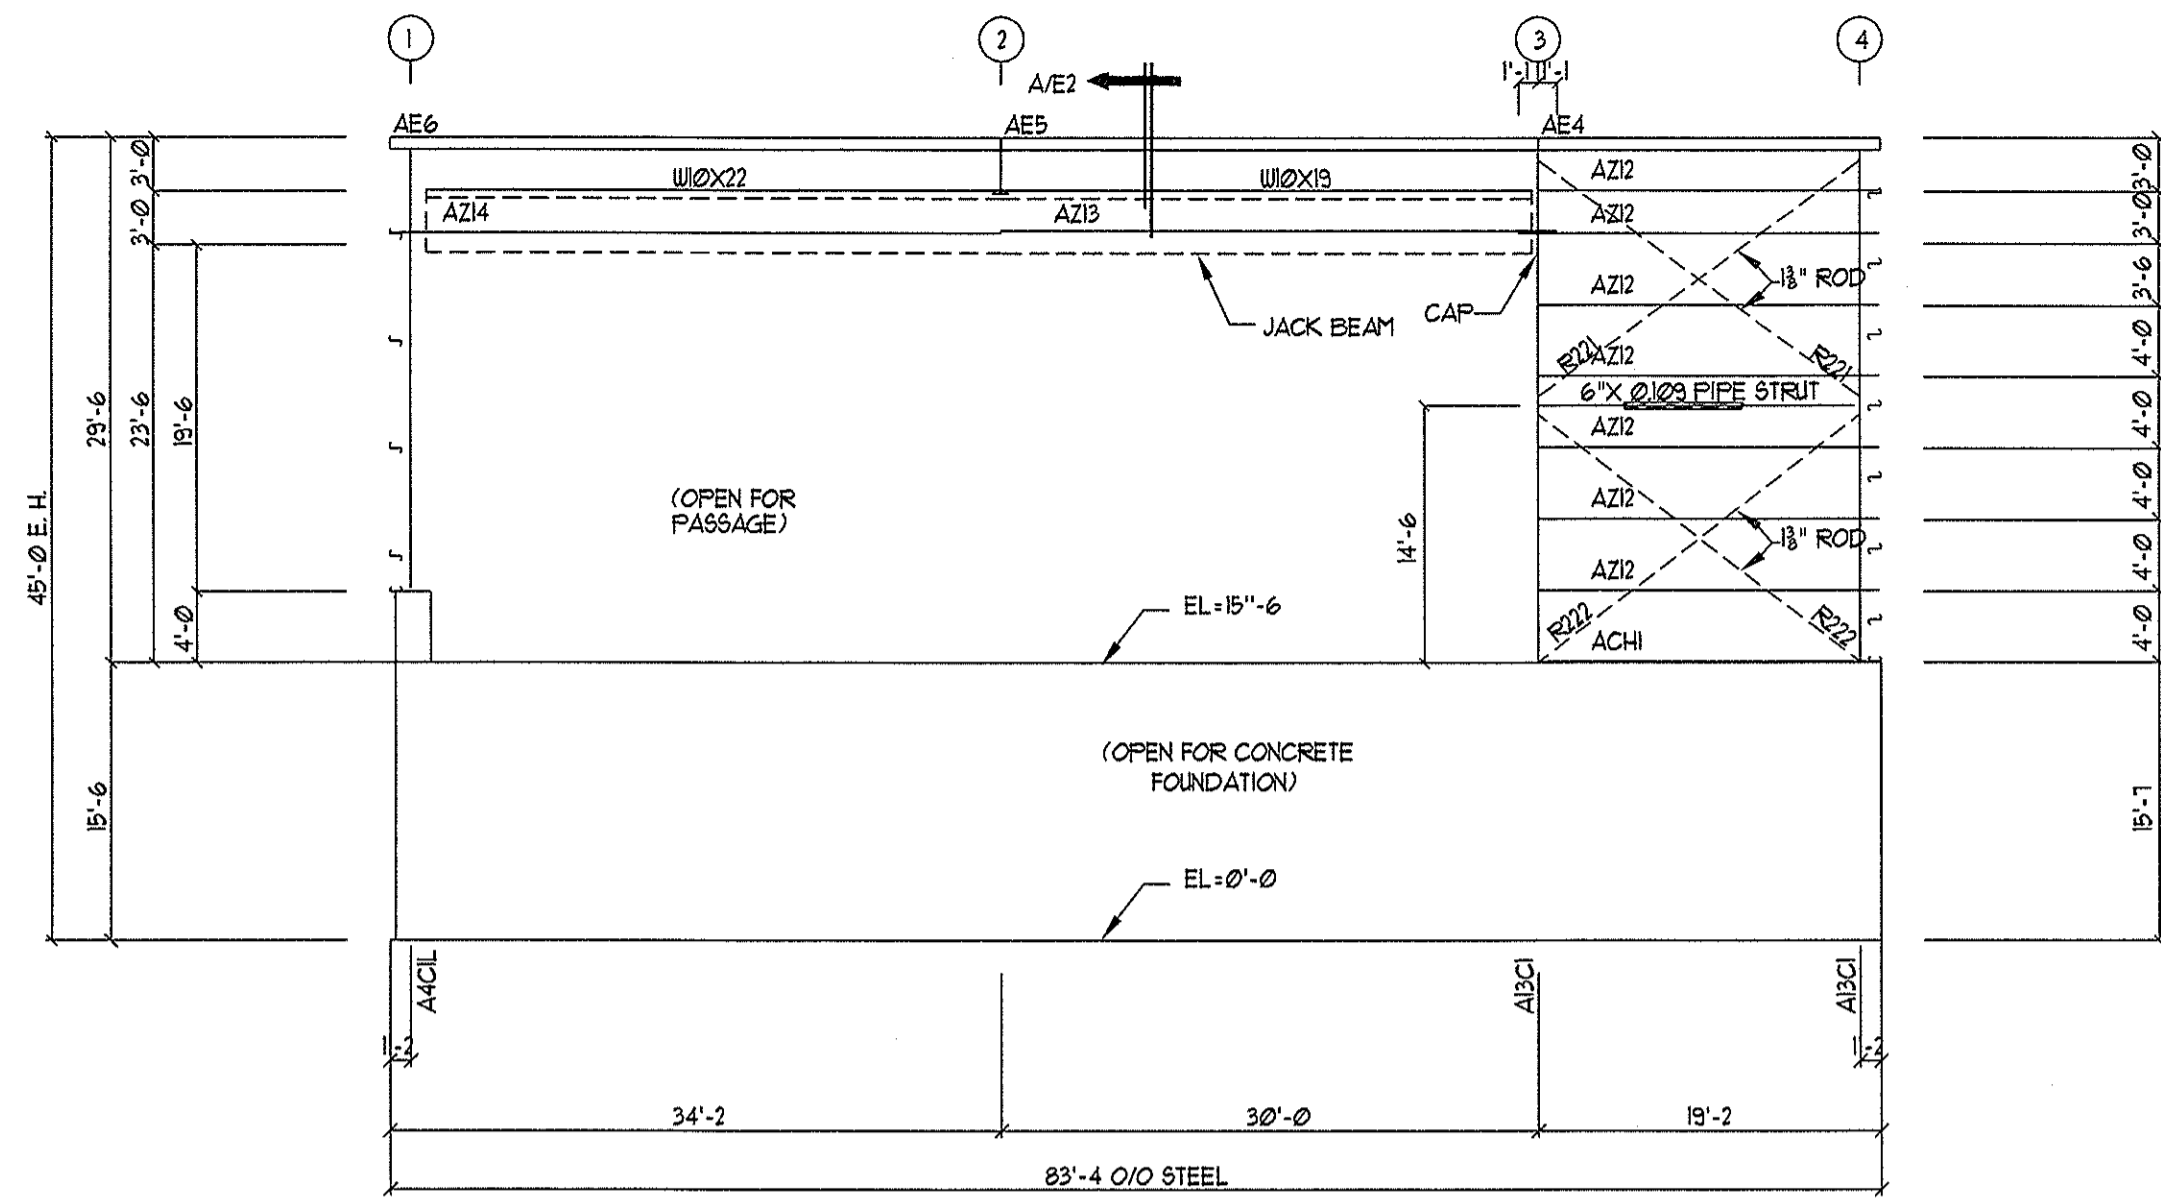 1
2
3
4
1'-1 1'-1
A/E2
AE6
AE5
AE4
W10X22
W10X19
AZ14
AZ13
AZ12
AZ12
AZ12
1⅜" ROD
CAP
JACK BEAM
R221
AZ12
R221
6"X 0.109 PIPE STRUT
AZ12
(OPEN FOR
PASSAGE)
AZ12
1⅜" ROD
AZ12
R222
R222
ACH1
14'-6
EL=15"-6
(OPEN FOR CONCRETE
FOUNDATION)
EL=0'-0
45'-0 E. H.
29'-6
15'-6
3'-0
3'-0
23'-6
19'-6
4'-0
3'-0
3'-0
3'-6
4'-0
4'-0
4'-0
4'-0
4'-0
15'-7
A4C1L
A13C1
A13C1
1'-2
1'-2
34'-2
30'-0
19'-2
83'-4 O/O STEEL